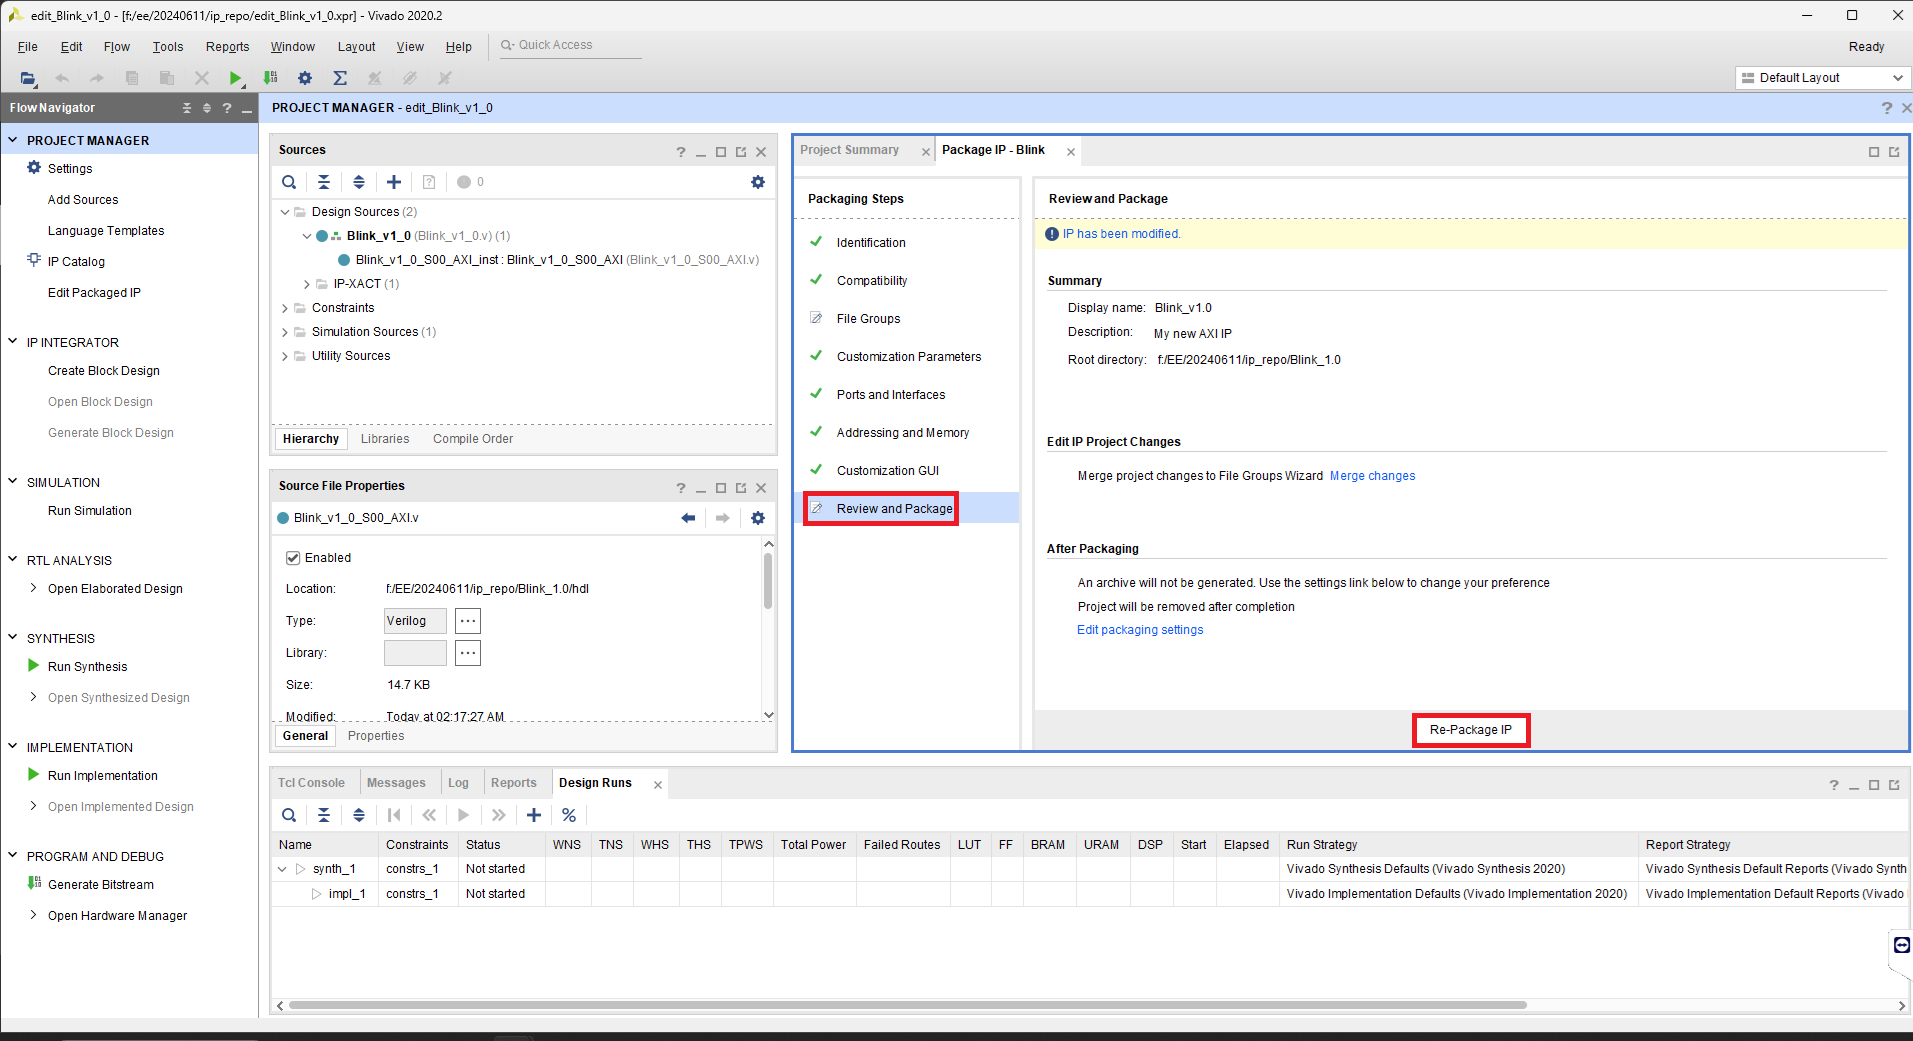 edit_Blink_v1_0 - [f:/ee/20240611/ip_repo/edit_Blink_v1_0.xpr] - Vivado 2020.2
File Edit Flow Tools Reports Window Layout View Help Quick Access
Ready
Default Layout
Flow Navigator
PROJECT MANAGER
Settings
Add Sources
Language Templates
IP Catalog
Edit Packaged IP
IP INTEGRATOR
Create Block Design
Open Block Design
Generate Block Design
SIMULATION
Run Simulation
RTL ANALYSIS
Open Elaborated Design
SYNTHESIS
Run Synthesis
Open Synthesized Design
IMPLEMENTATION
Run Implementation
Open Implemented Design
PROGRAM AND DEBUG
Generate Bitstream
Open Hardware Manager
PROJECT MANAGER - edit_Blink_v1_0
Sources
0
Design Sources (2)
Blink_v1_0 (Blink_v1_0.v) (1)
Blink_v1_0_S00_AXI_inst : Blink_v1_0_S00_AXI (Blink_v1_0_S00_AXI.v)
IP-XACT (1)
Constraints
Simulation Sources (1)
Utility Sources
Hierarchy Libraries Compile Order
Source File Properties
Blink_v1_0_S00_AXI.v
Enabled
Location: f:/EE/20240611/ip_repo/Blink_1.0/hdl
Type: Verilog
Library:
Size: 14.7 KB
Modified: Today at 02:17:27 AM
General Properties
Project Summary Package IP - Blink
Packaging Steps
Identification
Compatibility
File Groups
Customization Parameters
Ports and Interfaces
Addressing and Memory
Customization GUI
Review and Package
Review and Package
IP has been modified.
Summary
Display name: Blink_v1.0
Description: My new AXI IP
Root directory: f:/EE/20240611/ip_repo/Blink_1.0
Edit IP Project Changes
Merge project changes to File Groups Wizard Merge changes
After Packaging
An archive will not be generated. Use the settings link below to change your preference
Project will be removed after completion
Edit packaging settings
Re-Package IP
Tcl Console Messages Log Reports Design Runs
Name Constraints Status WNS TNS WHS THS TPWS Total Power Failed Routes LUT FF BRAM URAM DSP Start Elapsed Run Strategy Report Strategy
synth_1 constrs_1 Not started Vivado Synthesis Defaults (Vivado Synthesis 2020) Vivado Synthesis Default Reports (Vivado Synth
impl_1 constrs_1 Not started Vivado Implementation Defaults (Vivado Implementation 2020) Vivado Implementation Default Reports (Vivado